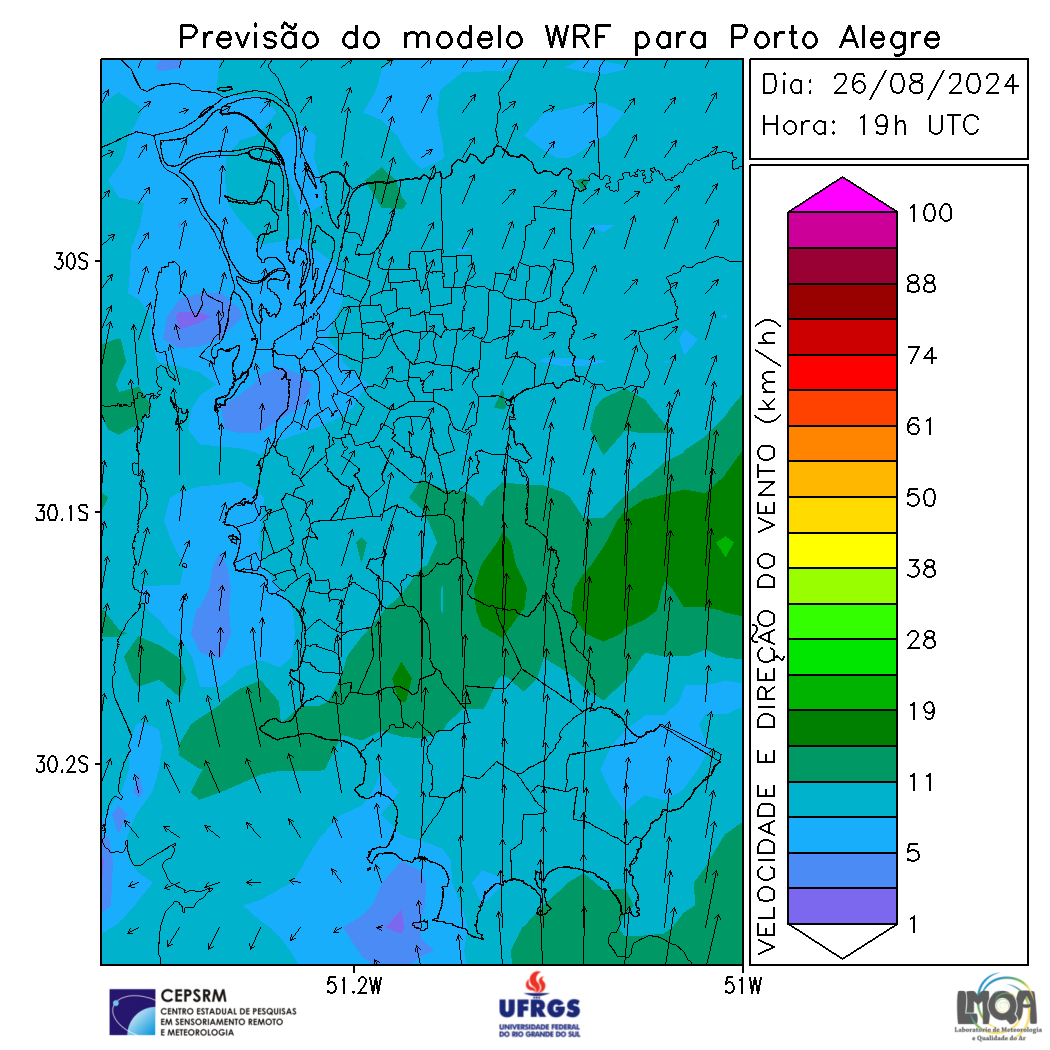 Previsão do modelo WRF para Porto Alegre
Dia: 26/08/2024
Hora: 19h UTC
30S
30.1S
30.2S
51.2W
51W
VELOCIDADE E DIREÇÃO DO VENTO (km/h)
100
88
74
61
50
38
28
19
11
5
1
CEPSRM
CENTRO ESTADUAL DE PESQUISAS
EM SENSORIAMENTO REMOTO
E METEOROLOGIA
UFRGS
UNIVERSIDADE FEDERAL
DO RIO GRANDE DO SUL
LMQA
Laboratório de Meteorologia
e Qualidade do Ar